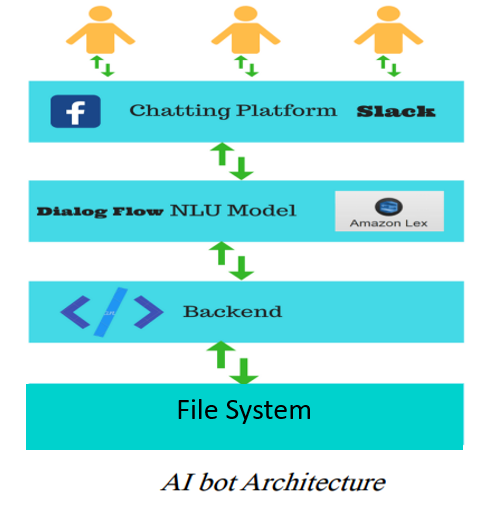 f Chatting Platform Slack
Dialog Flow NLU Model Amazon Lex
Backend
File System
AI bot Architecture